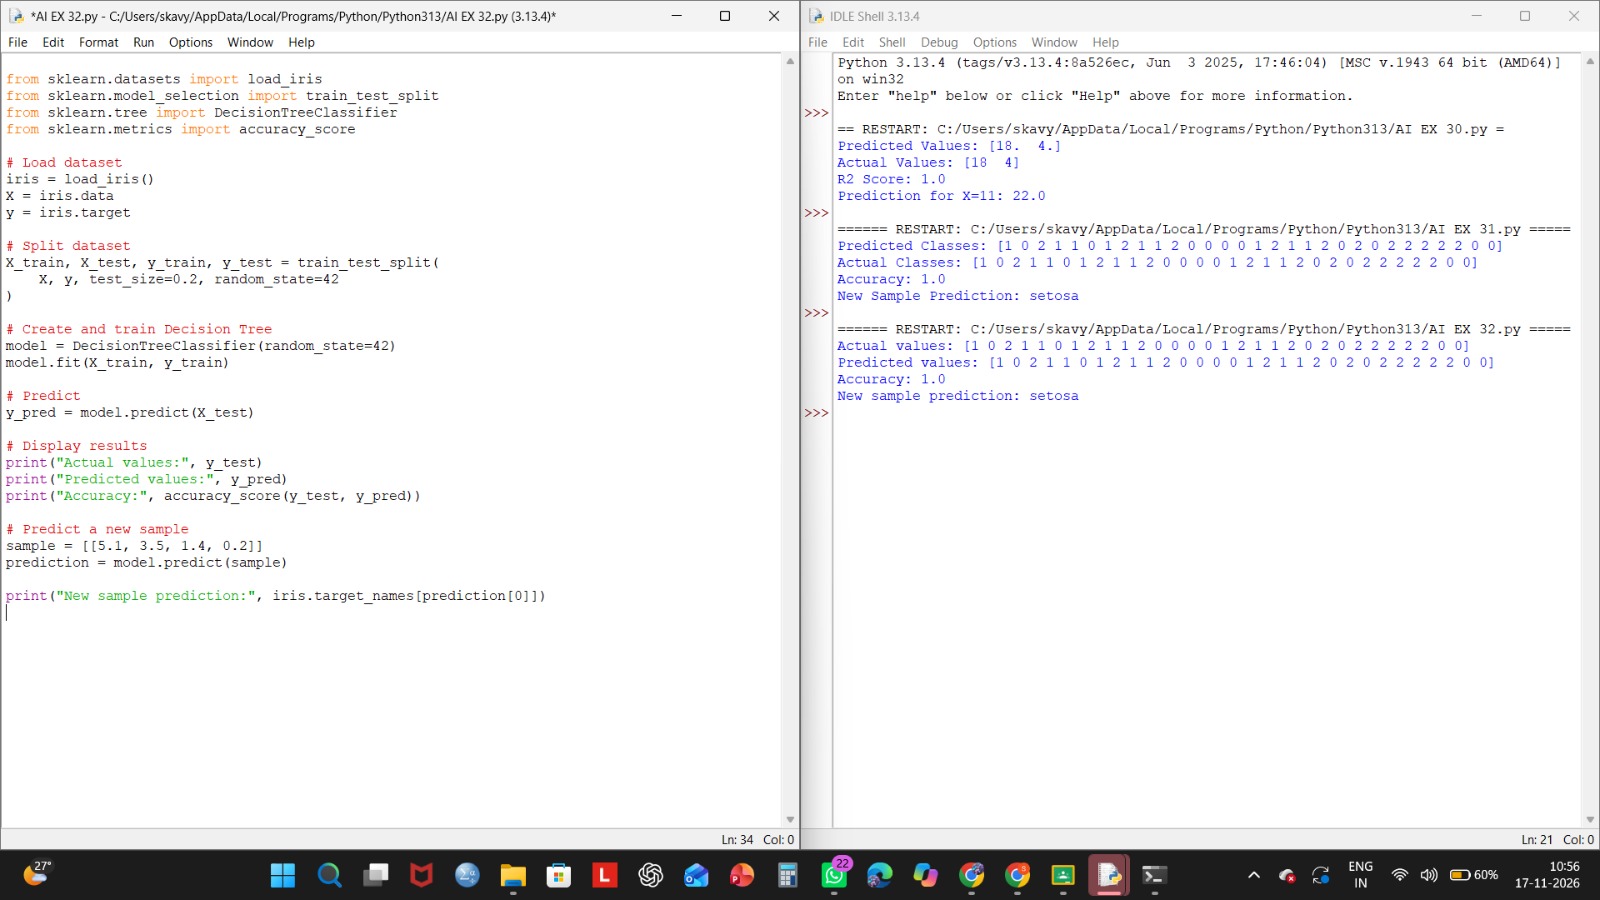 *AI EX 32.py - C:/Users/skavy/AppData/Local/Programs/Python/Python313/AI EX 32.py (3.13.4)*
File Edit Format Run Options Window Help
from sklearn.datasets import load_iris
from sklearn.model_selection import train_test_split
from sklearn.tree import DecisionTreeClassifier
from sklearn.metrics import accuracy_score
# Load dataset
iris = load_iris()
X = iris.data
y = iris.target
# Split dataset
X_train, X_test, y_train, y_test = train_test_split(
    X, y, test_size=0.2, random_state=42
)
# Create and train Decision Tree
model = DecisionTreeClassifier(random_state=42)
model.fit(X_train, y_train)
# Predict
y_pred = model.predict(X_test)
# Display results
print("Actual values:", y_test)
print("Predicted values:", y_pred)
print("Accuracy:", accuracy_score(y_test, y_pred))
# Predict a new sample
sample = [[5.1, 3.5, 1.4, 0.2]]
prediction = model.predict(sample)
print("New sample prediction:", iris.target_names[prediction[0]])
Ln: 34 Col: 0
IDLE Shell 3.13.4
File Edit Shell Debug Options Window Help
Python 3.13.4 (tags/v3.13.4:8a526ec, Jun  3 2025, 17:46:04) [MSC v.1943 64 bit (AMD64)]
on win32
Enter "help" below or click "Help" above for more information.
>>>
== RESTART: C:/Users/skavy/AppData/Local/Programs/Python/Python313/AI EX 30.py =
Predicted Values: [18.  4.]
Actual Values: [18  4]
R2 Score: 1.0
Prediction for X=11: 22.0
>>>
====== RESTART: C:/Users/skavy/AppData/Local/Programs/Python/Python313/AI EX 31.py =====
Predicted Classes: [1 0 2 1 1 0 1 2 1 1 2 0 0 0 0 1 2 1 1 2 0 2 0 2 2 2 2 2 0 0]
Actual Classes: [1 0 2 1 1 0 1 2 1 1 2 0 0 0 0 1 2 1 1 2 0 2 0 2 2 2 2 2 0 0]
Accuracy: 1.0
New Sample Prediction: setosa
>>>
====== RESTART: C:/Users/skavy/AppData/Local/Programs/Python/Python313/AI EX 32.py =====
Actual values: [1 0 2 1 1 0 1 2 1 1 2 0 0 0 0 1 2 1 1 2 0 2 0 2 2 2 2 2 0 0]
Predicted values: [1 0 2 1 1 0 1 2 1 1 2 0 0 0 0 1 2 1 1 2 0 2 0 2 2 2 2 2 0 0]
Accuracy: 1.0
New sample prediction: setosa
>>>
Ln: 21 Col: 0
27°
L
22
ENG
IN
60%
10:56
17-11-2026